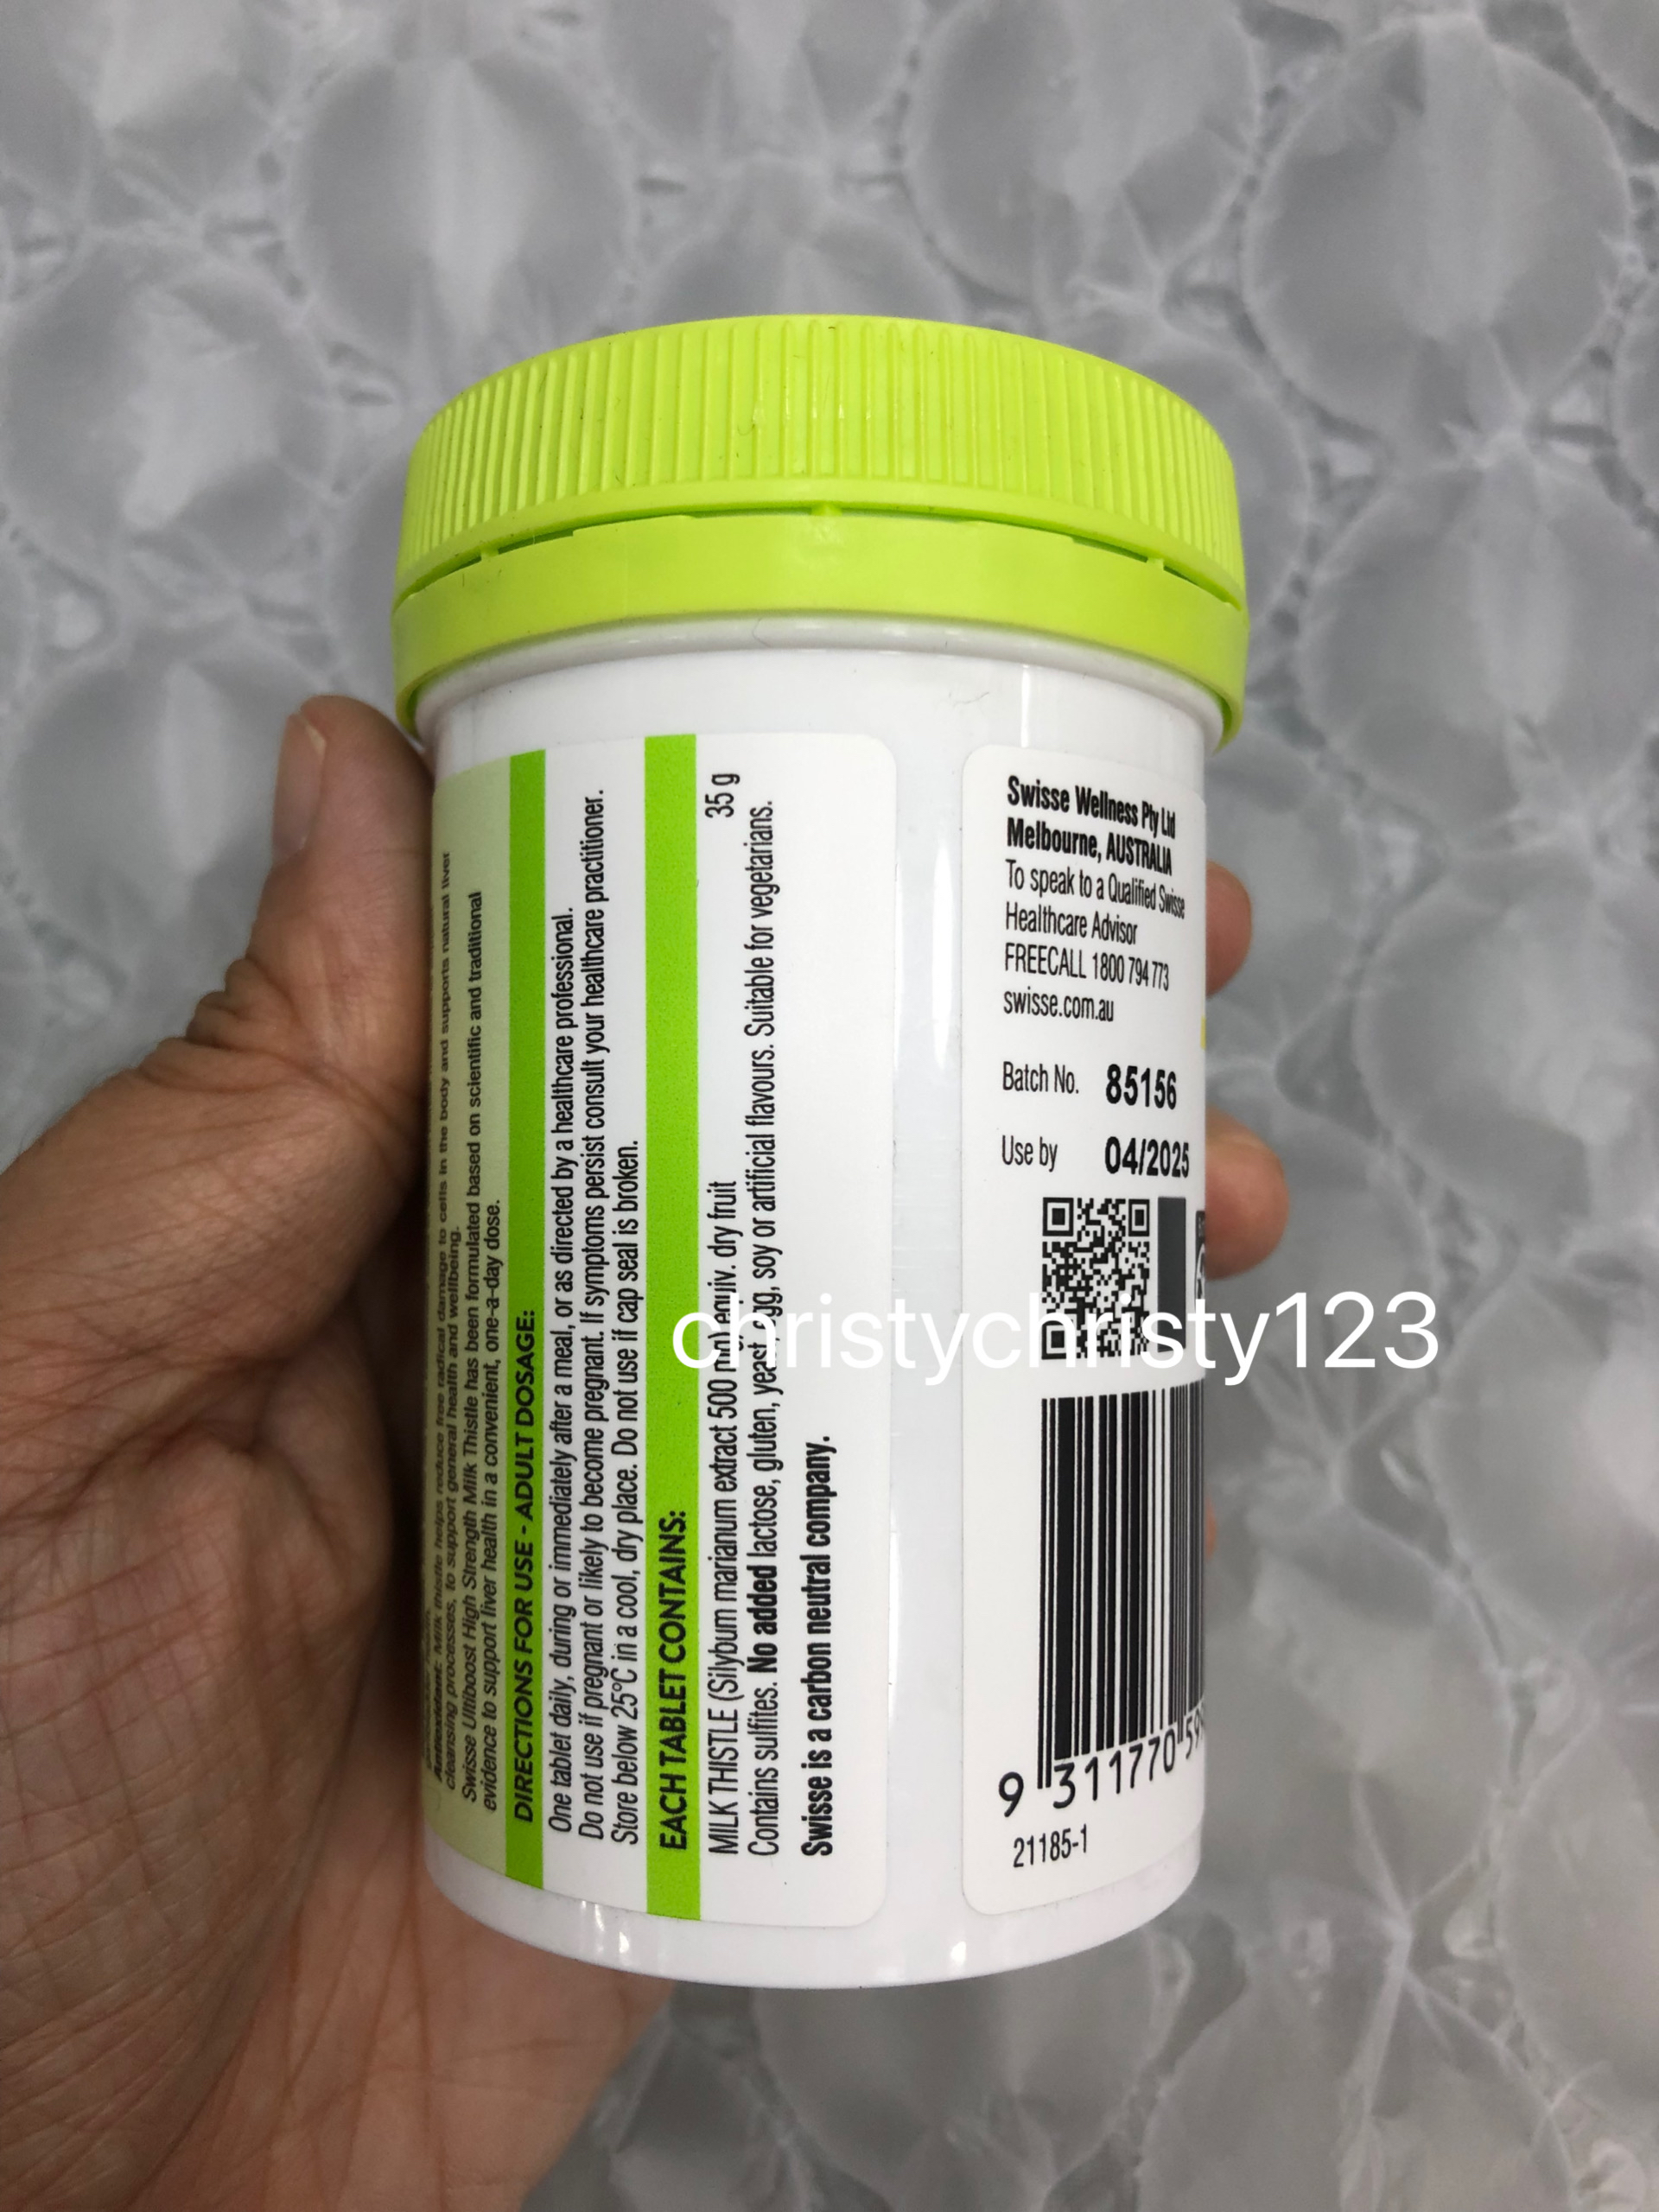 Antioxidant: Milk thistle helps reduce free radical damage to cells in the body and supports natural liver
cleansing processes, to support general health and wellbeing.
Swisse Ultiboost High Strength Milk Thistle has been formulated based on scientific and traditional
evidence to support liver health in a convenient, one-a-day dose.
DIRECTIONS FOR USE - ADULT DOSAGE:
One tablet daily, during or immediately after a meal, or as directed by a healthcare professional.
Do not use if pregnant or likely to become pregnant. If symptoms persist consult your healthcare practitioner.
Store below 25°C in a cool, dry place. Do not use if cap seal is broken.
EACH TABLET CONTAINS:
MILK THISTLE (Silybum marianum extract 500 mg) equiv. dry fruit 35 g
Contains sulfites. No added lactose, gluten, yeast, egg, soy or artificial flavours. Suitable for vegetarians.
Swisse is a carbon neutral company.
Swisse Wellness Pty Ltd
Melbourne, AUSTRALIA
To speak to a Qualified Swisse
Healthcare Advisor
FREECALL 1800 794 773
swisse.com.au
Batch No. 85156
Use by 04/2025
christychristy123
9 311770 59
21185-1